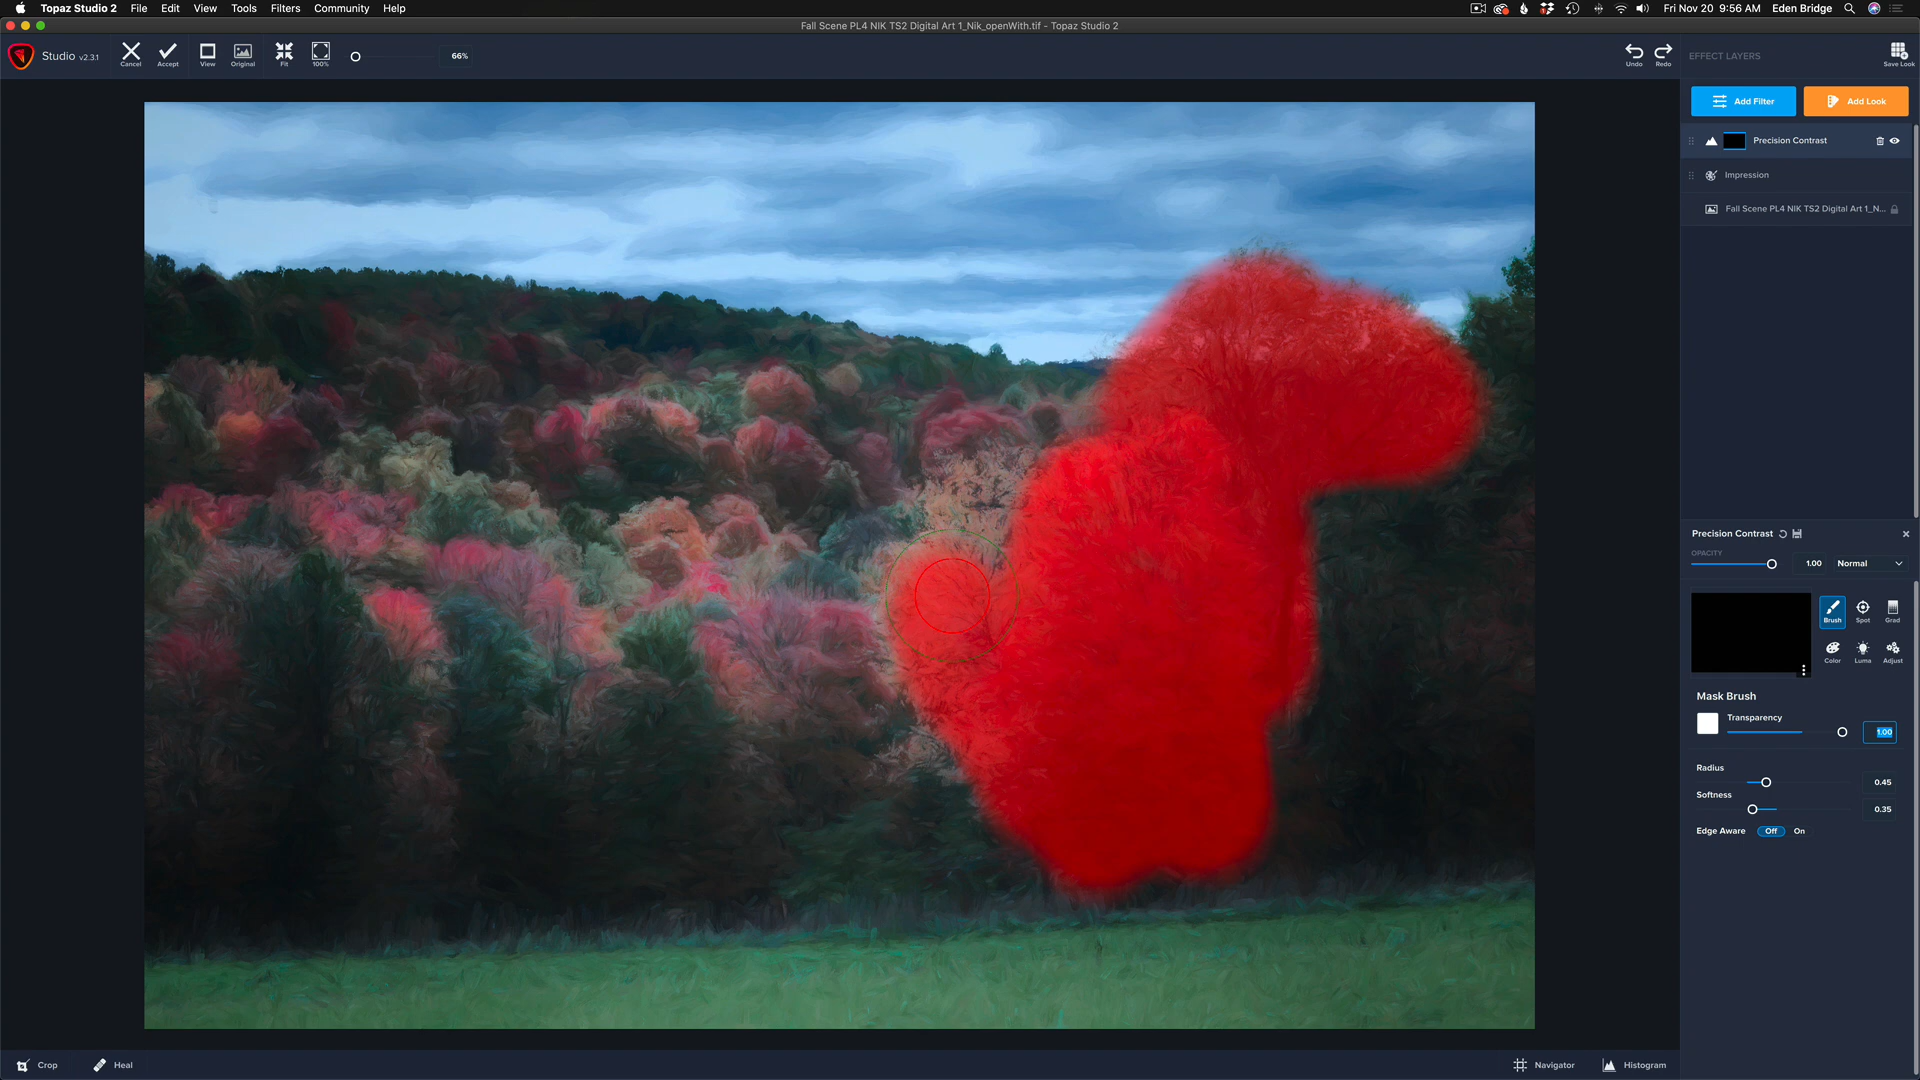 Topaz Studio 2 File Edit View Tools Filters Community Help
Fri Nov 20 9:56 AM Eden Bridge
Fall Scene PL4 NIK TS2 Digital Art 1_Nik_openWith.tif - Topaz Studio 2
Studio v2.3.1
Cancel
Accept
View
Original
Fit
100%
66%
Undo
Redo
EFFECT LAYERS
Save Look
Add Filter
Add Look
Precision Contrast
Impression
Fall Scene PL4 NIK TS2 Digital Art 1_N...
Precision Contrast
OPACITY
1.00
Normal
Brush
Spot
Grad
Color
Luma
Adjust
Mask Brush
Transparency
1.00
Radius
0.45
Softness
0.35
Edge Aware Off On
Crop
Heal
Navigator
Histogram